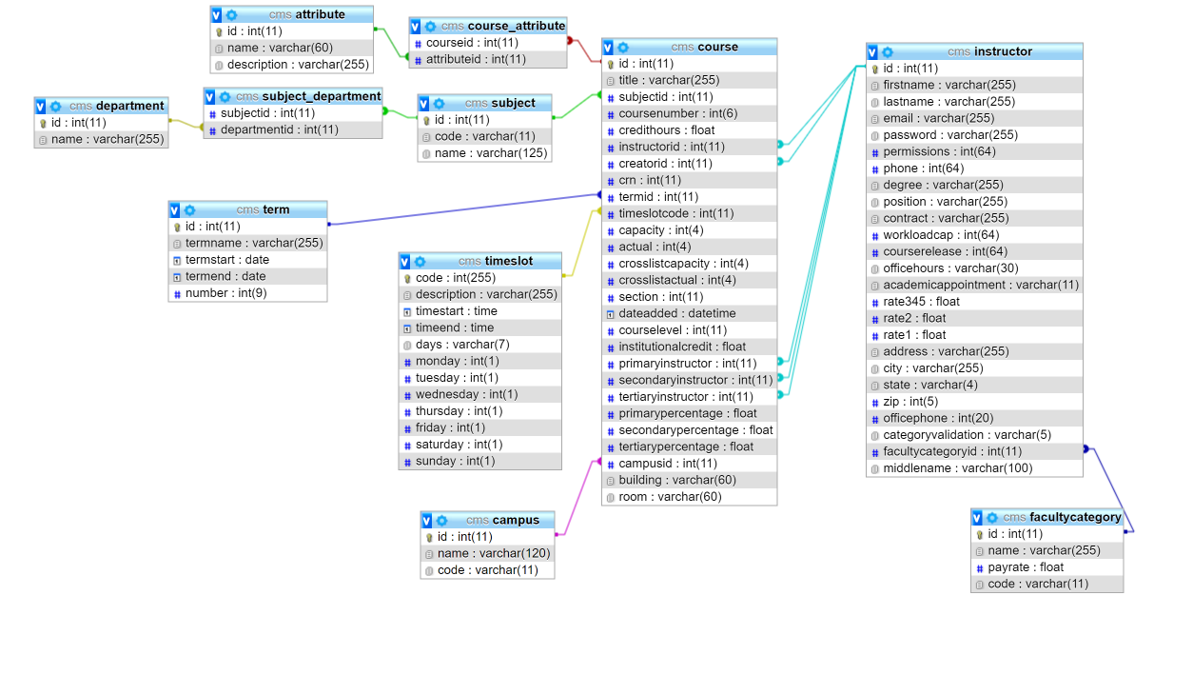 cms attribute
id : int(11)
name : varchar(60)
description : varchar(255)
cms course_attribute
courseid : int(11)
attributeid : int(11)
cms department
id : int(11)
name : varchar(255)
cms subject_department
subjectid : int(11)
departmentid : int(11)
cms subject
id : int(11)
code : varchar(11)
name : varchar(125)
cms term
id : int(11)
termname : varchar(255)
termstart : date
termend : date
number : int(9)
cms timeslot
code : int(255)
description : varchar(255)
timestart : time
timeend : time
days : varchar(7)
monday : int(1)
tuesday : int(1)
wednesday : int(1)
thursday : int(1)
friday : int(1)
saturday : int(1)
sunday : int(1)
cms campus
id : int(11)
name : varchar(120)
code : varchar(11)
cms course
id : int(11)
title : varchar(255)
subjectid : int(11)
coursenumber : int(6)
credithours : float
instructorid : int(11)
creatorid : int(11)
crn : int(11)
termid : int(11)
timeslotcode : int(11)
capacity : int(4)
actual : int(4)
crosslistcapacity : int(4)
crosslistactual : int(4)
section : int(11)
dateadded : datetime
courselevel : int(11)
institutionalcredit : float
primaryinstructor : int(11)
secondaryinstructor : int(11)
tertiaryinstructor : int(11)
primarypercentage : float
secondarypercentage : float
tertiarypercentage : float
campusid : int(11)
building : varchar(60)
room : varchar(60)
cms instructor
id : int(11)
firstname : varchar(255)
lastname : varchar(255)
email : varchar(255)
password : varchar(255)
permissions : int(64)
phone : int(64)
degree : varchar(255)
position : varchar(255)
contract : varchar(255)
workloadcap : int(64)
courserelease : int(64)
officehours : varchar(30)
academicappointment : varchar(11)
rate345 : float
rate2 : float
rate1 : float
address : varchar(255)
city : varchar(255)
state : varchar(4)
zip : int(5)
officephone : int(20)
categoryvalidation : varchar(5)
facultycategoryid : int(11)
middlename : varchar(100)
cms facultycategory
id : int(11)
name : varchar(255)
payrate : float
code : varchar(11)